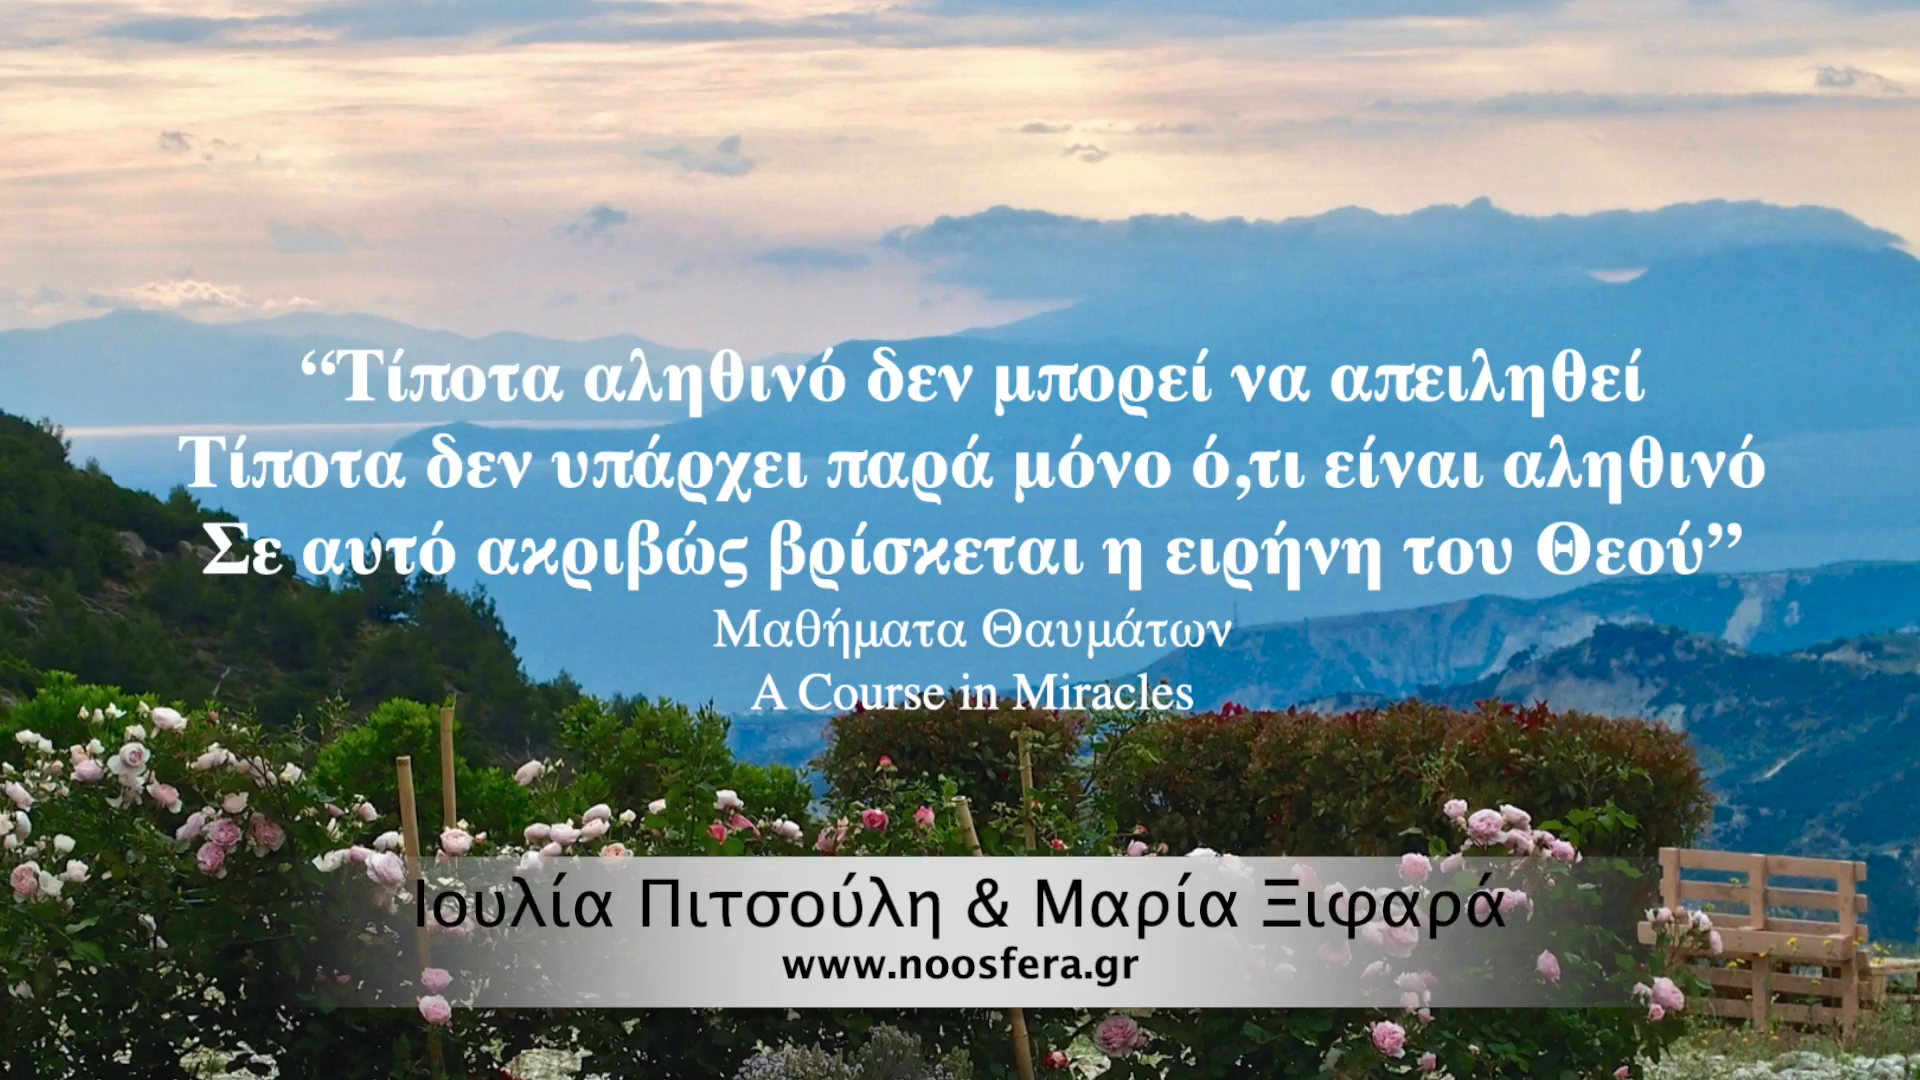 “Τίποτα αληθινό δεν μπορεί να απειληθεί
Τίποτα δεν υπάρχει παρά μόνο ό,τι είναι αληθινό
Σε αυτό ακριβώς βρίσκεται η ειρήνη του Θεού”
Μαθήματα Θαυμάτων
A Course in Miracles
Ιουλία Πιτσούλη & Μαρία Ξιφαρά
www.noosfera.gr